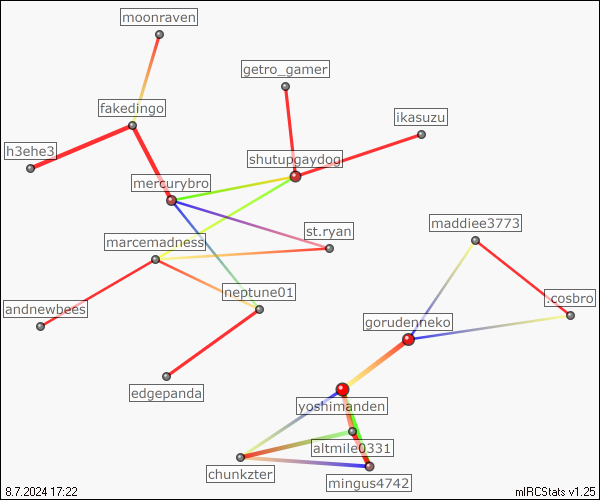 moonraven
getro_gamer
fakedingo
ikasuzu
h3ehe3
shutupgaydog
mercurybro
maddiee3773
st.ryan
marcemadness
neptune01
.cosbro
andnewbees
gorudenneko
edgepanda
yoshimanden
altmile0331
chunkzter
mingus4742
8.7.2024 17:22
mIRCStats v1.25